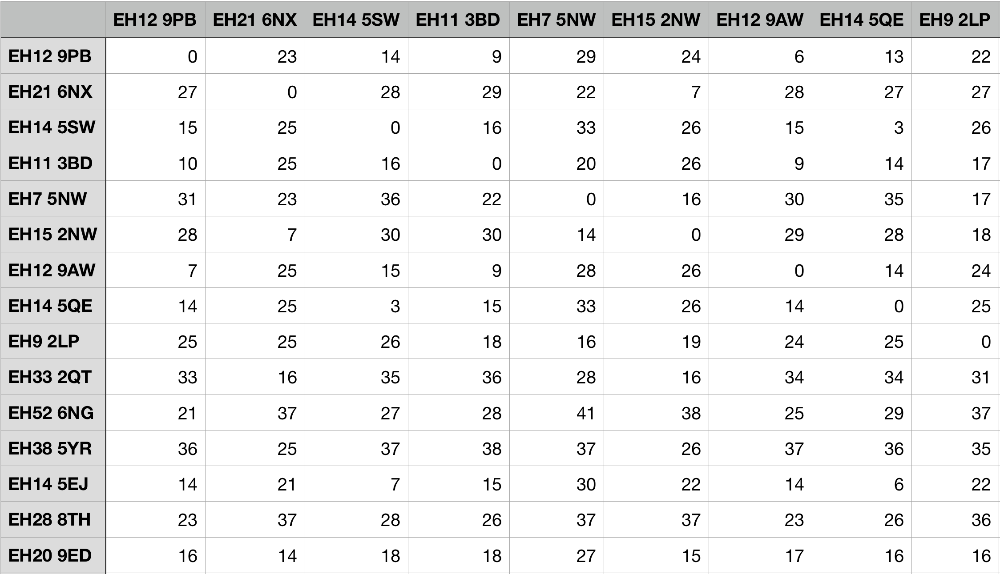 EH12 9PB EH21 6NX EH14 5SW EH11 3BD EH7 5NW EH15 2NW EH12 9AW EH14 5QE EH9 2LP
EH12 9PB 0 23 14 9 29 24 6 13 22
EH21 6NX 27 0 28 29 22 7 28 27 27
EH14 5SW 15 25 0 16 33 26 15 3 26
EH11 3BD 10 25 16 0 20 26 9 14 17
EH7 5NW 31 23 36 22 0 16 30 35 17
EH15 2NW 28 7 30 30 14 0 29 28 18
EH12 9AW 7 25 15 9 28 26 0 14 24
EH14 5QE 14 25 3 15 33 26 14 0 25
EH9 2LP 25 25 26 18 16 19 24 25 0
EH33 2QT 33 16 35 36 28 16 34 34 31
EH52 6NG 21 37 27 28 41 38 25 29 37
EH38 5YR 36 25 37 38 37 26 37 36 35
EH14 5EJ 14 21 7 15 30 22 14 6 22
EH28 8TH 23 37 28 26 37 37 23 26 36
EH20 9ED 16 14 18 18 27 15 17 16 16